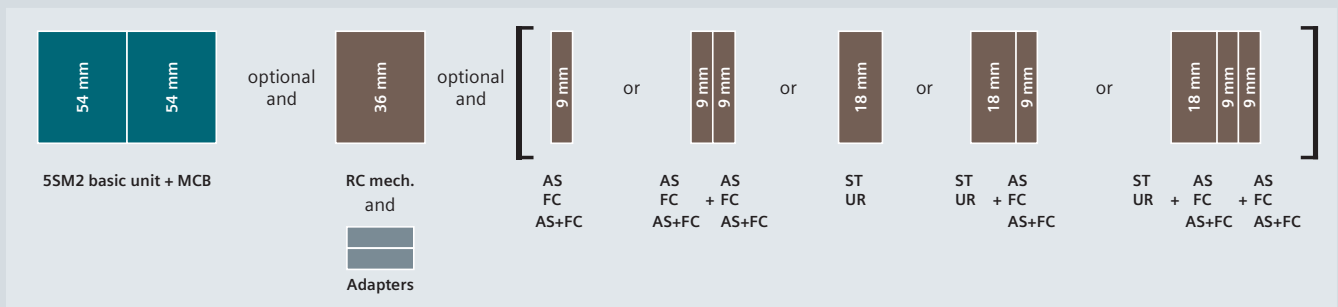 54 mm
54 mm
optional
and
36 mm
optional
and
9 mm
or
9 mm
9 mm
or
18 mm
or
18 mm
9 mm
or
18 mm
9 mm
9 mm
5SM2 basic unit + MCB
RC mech.
and
Adapters
AS
FC
AS+FC
AS AS
FC + FC
AS+FC AS+FC
ST
UR
ST AS
UR + FC
AS+FC
ST AS AS
UR + FC + FC
AS+FC AS+FC